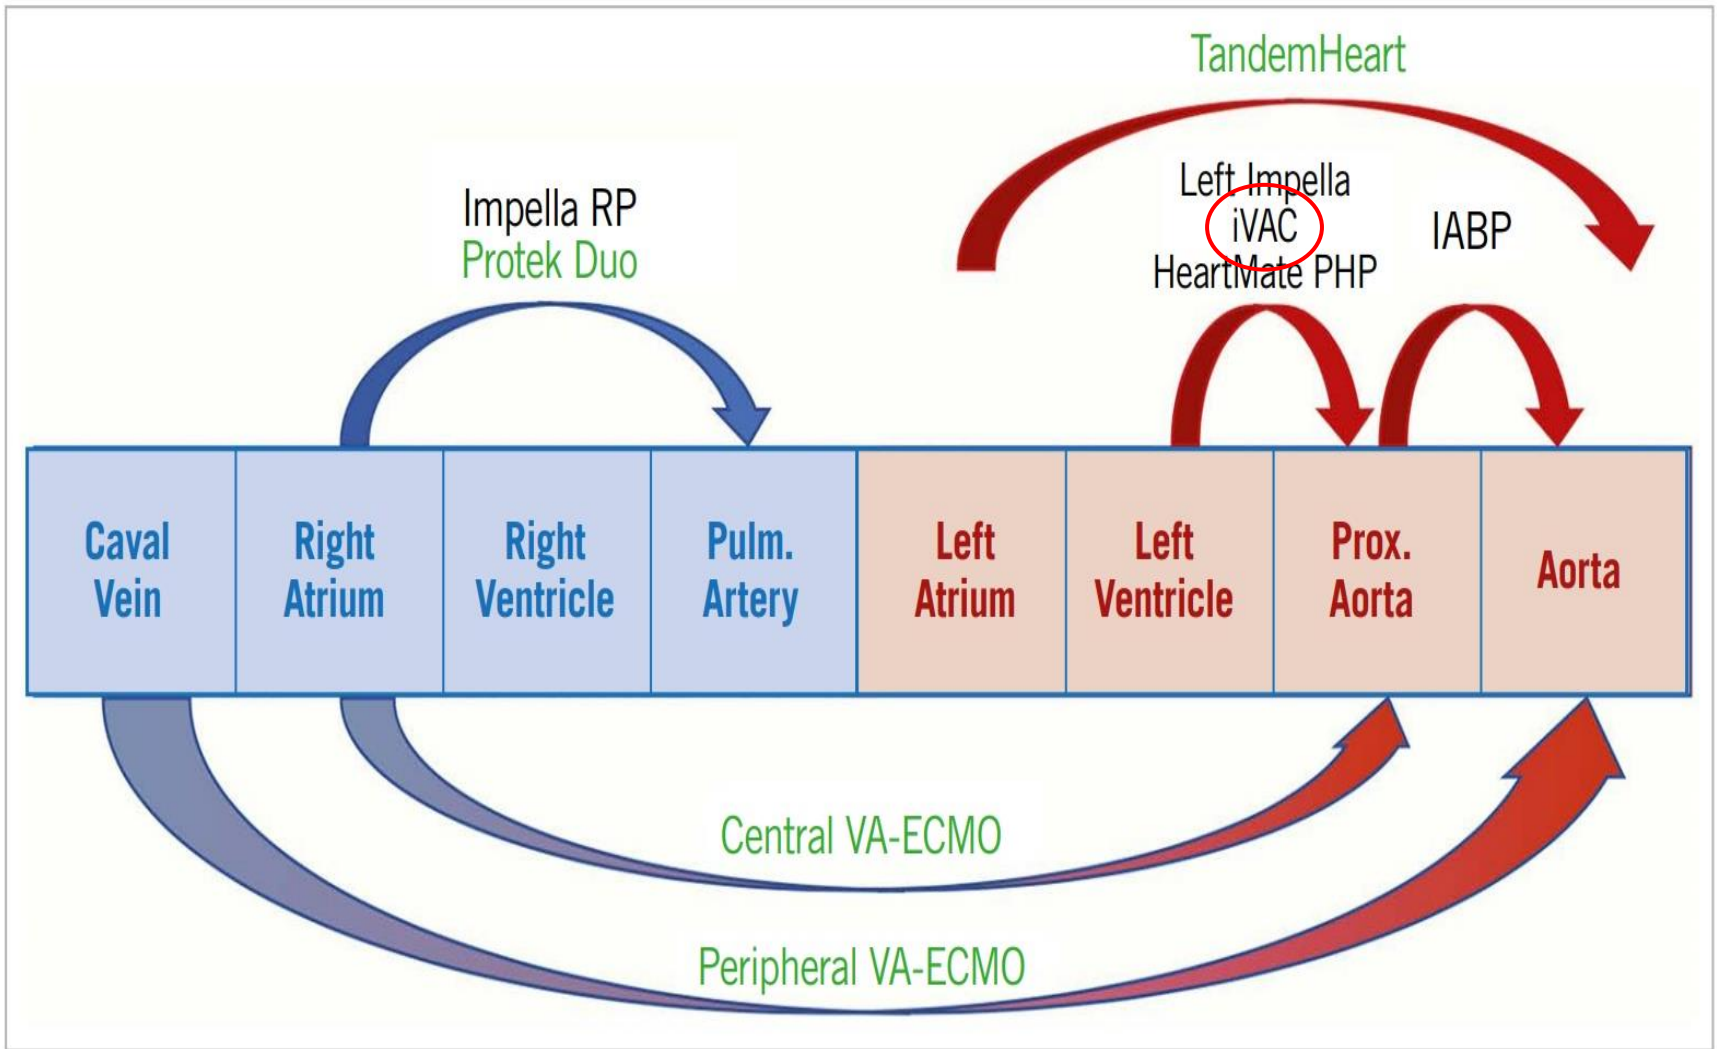 TandemHeart
Impella RP
Protek Duo
Left Impella
iVAC
HeartMate PHP
IABP
Caval
Vein
Right
Atrium
Right
Ventricle
Pulm.
Artery
Left
Atrium
Left
Ventricle
Prox.
Aorta
Aorta
Central VA-ECMO
Peripheral VA-ECMO